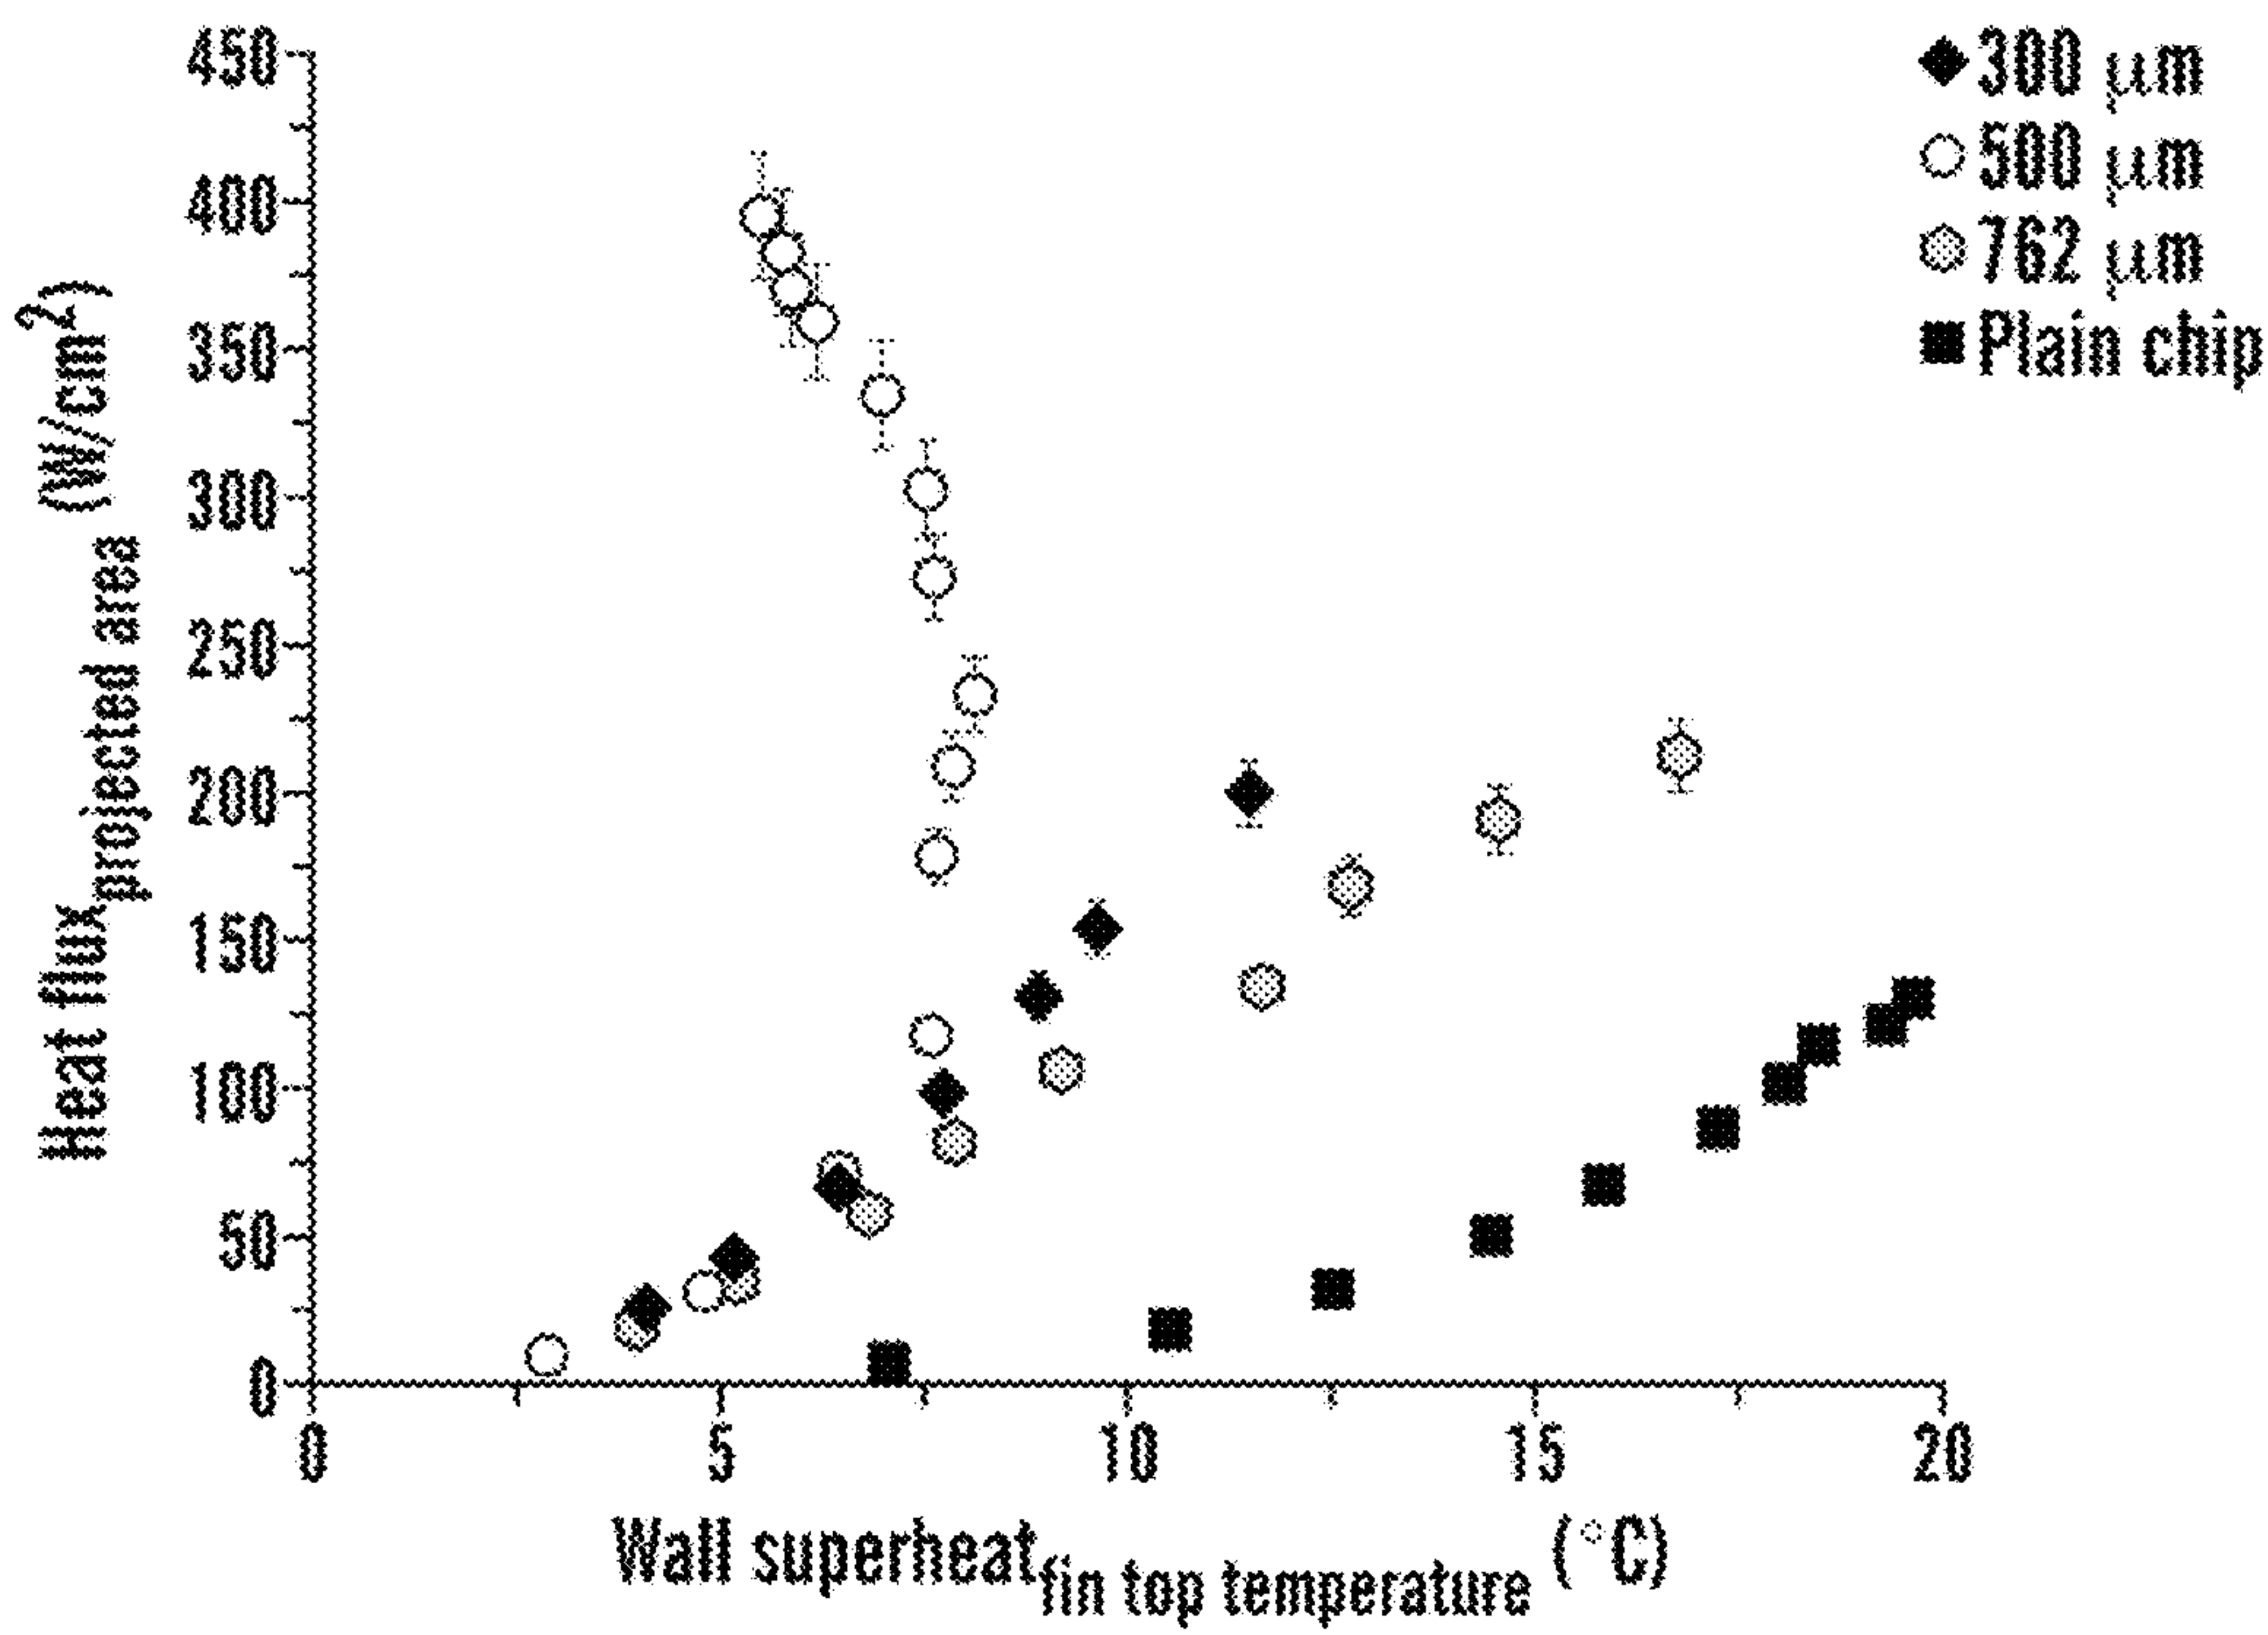 450
400
350
300
250
200
150
100
50
0
0 5 10 15 20
Heat flux projected area (W/cm²)
Wall superheat fin top temperature (°C)
300 µm
500 µm
762 µm
Plain chip